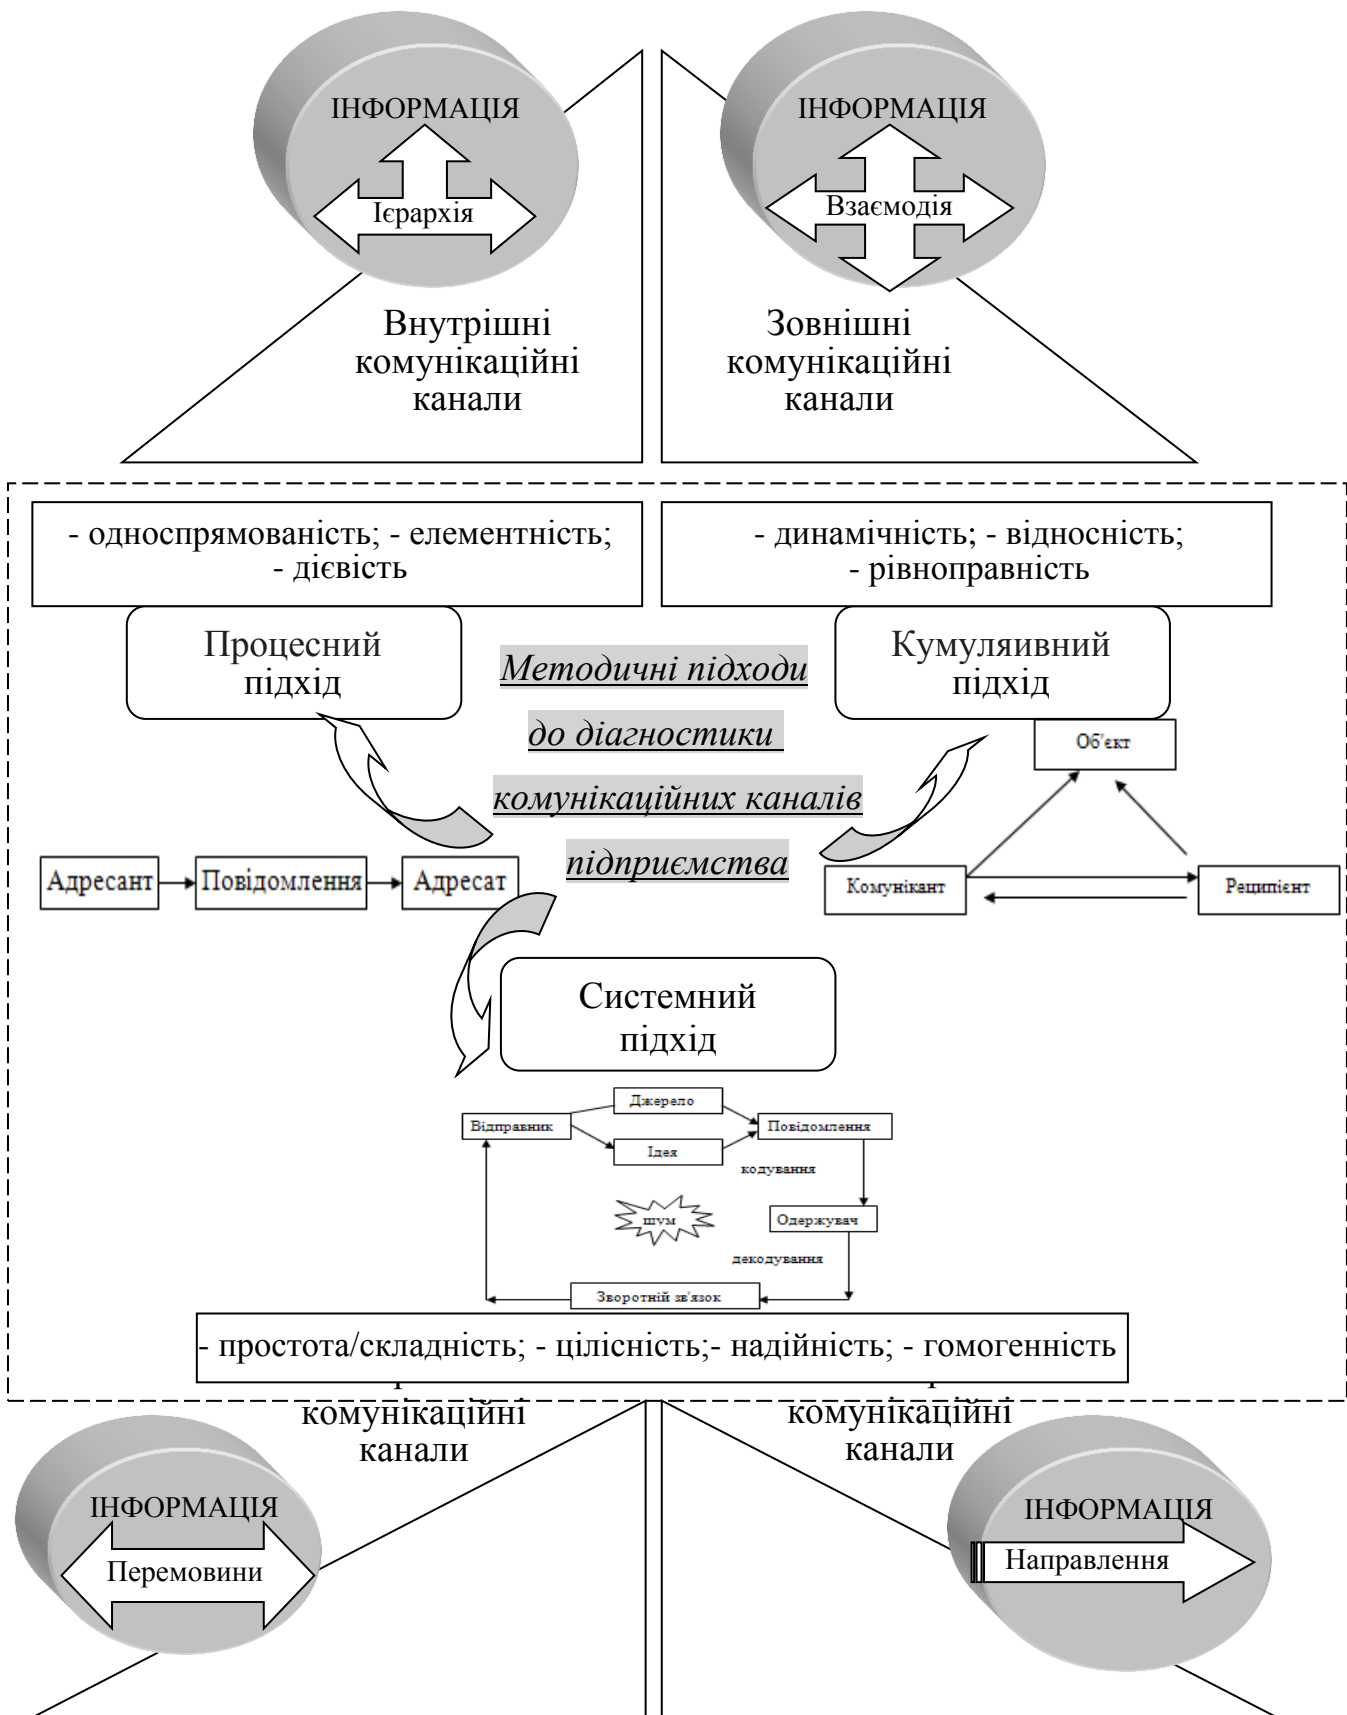 ІНФОРМАЦІЯ
Ієрархія
Внутрішні
комунікаційні
канали
ІНФОРМАЦІЯ
Взаємодія
Зовнішні
комунікаційні
канали
- односпрямованість; - елементність;
- дієвість
- динамічність; - відносність;
- рівноправність
Процесний
підхід
Методичні підходи
до діагностики
комунікаційних каналів
підприємства
Кумуляивний
підхід
Адресант
Повідомлення
Адресат
Об'єкт
Комунікант
Реципієнт
Системний
підхід
Відправник
Джерело
Ідея
Повідомлення
кодування
шум
Одержувач
декодування
Зворотній зв'язок
- простота/складність; - цілісність;- надійність; - гомогенність
комунікаційні
канали
комунікаційні
канали
ІНФОРМАЦІЯ
Перемовини
ІНФОРМАЦІЯ
Направлення